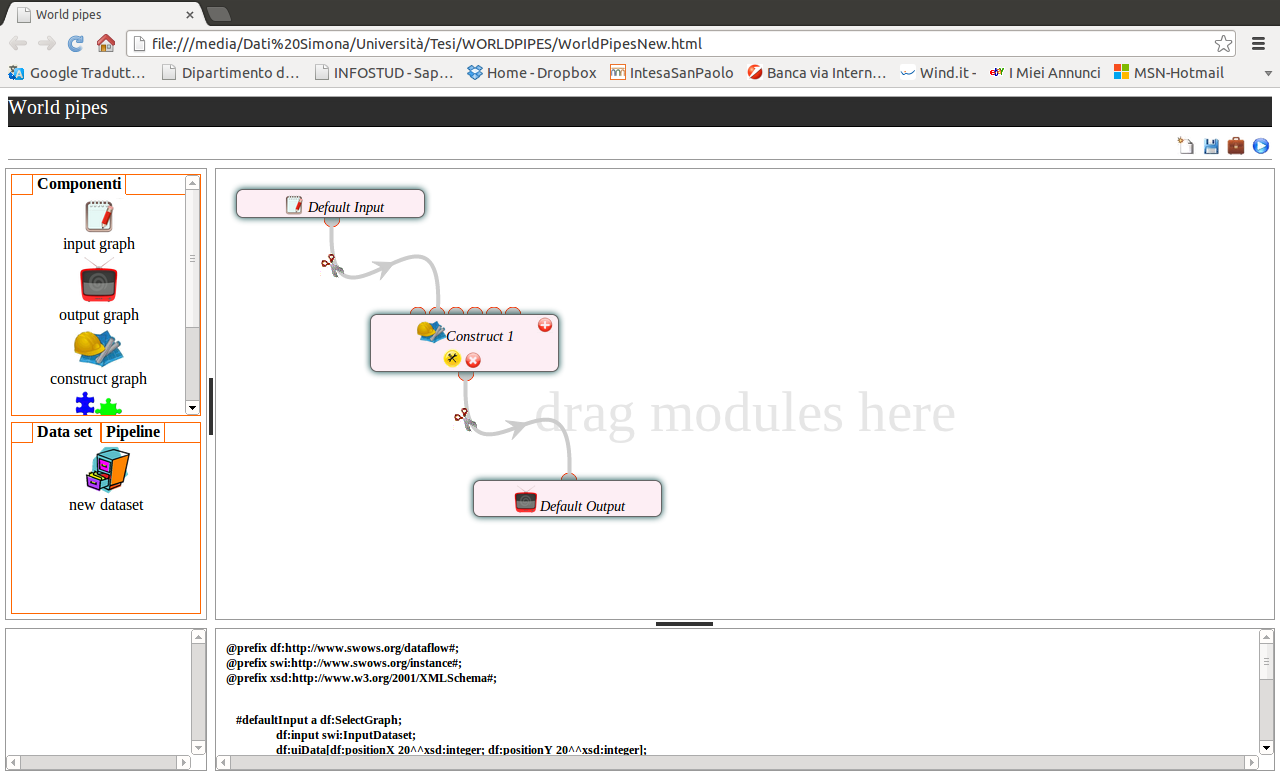 World pipes
file:///media/Dati%20Simona/Università/Tesi/WORLDPIPES/WorldPipesNew.html
Google Tradutt... Dipartimento d... INFOSTUD - Sap... Home - Dropbox IntesaSanPaolo Banca via Intern... Wind.it - I Miei Annunci MSN-Hotmail
World pipes
Componenti
input graph
output graph
construct graph
Data set Pipeline
new dataset
Default Input
Construct 1
drag modules here
Default Output
@prefix df:http://www.swows.org/dataflow#;
@prefix swi:http://www.swows.org/instance#;
@prefix xsd:http://www.w3.org/2001/XMLSchema#;
#defaultInput a df:SelectGraph;
df:input swi:InputDataset;
df:uiData[df:positionX 20^^xsd:integer; df:positionY 20^^xsd:integer];